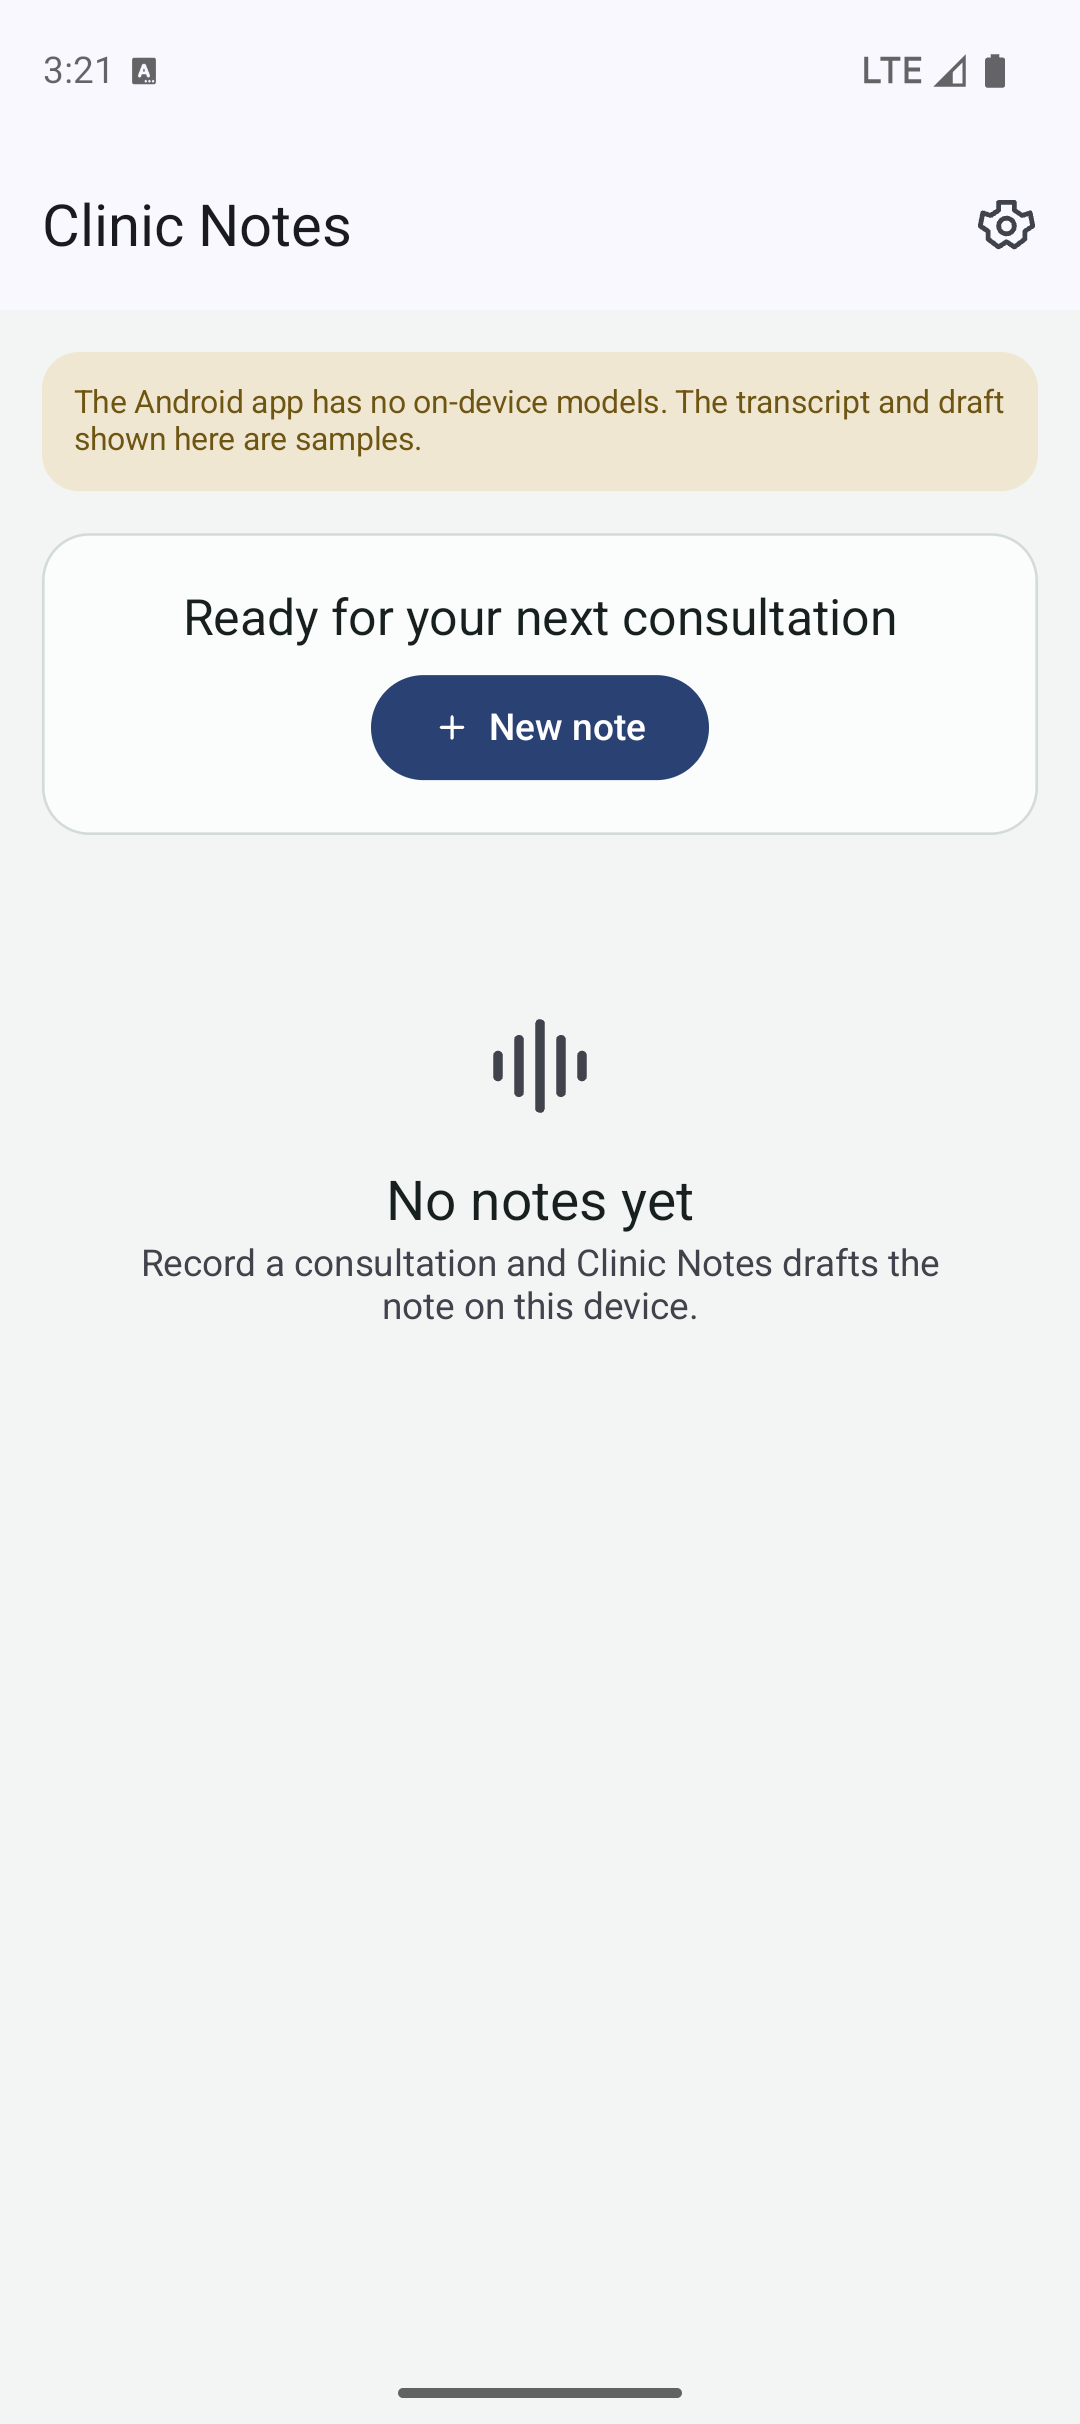 3:21
LTE
Clinic Notes
The Android app has no on-device models. The transcript and draft
shown here are samples.
Ready for your next consultation
+ New note
No notes yet
Record a consultation and Clinic Notes drafts the
note on this device.